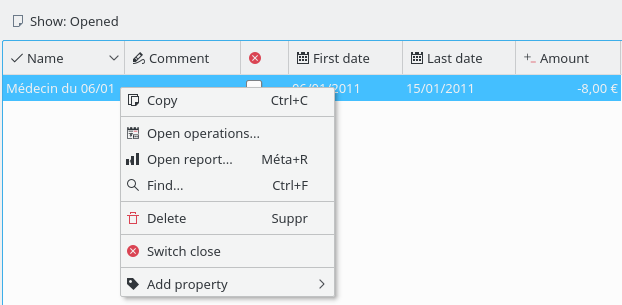 Show: Opened
Name Comment First date Last date Amount
Médecin du 06/01 06/01/2011 15/01/2011 -8,00 €
Copy Ctrl+C
Open operations...
Open report... Méta+R
Find... Ctrl+F
Delete Suppr
Switch close
Add property